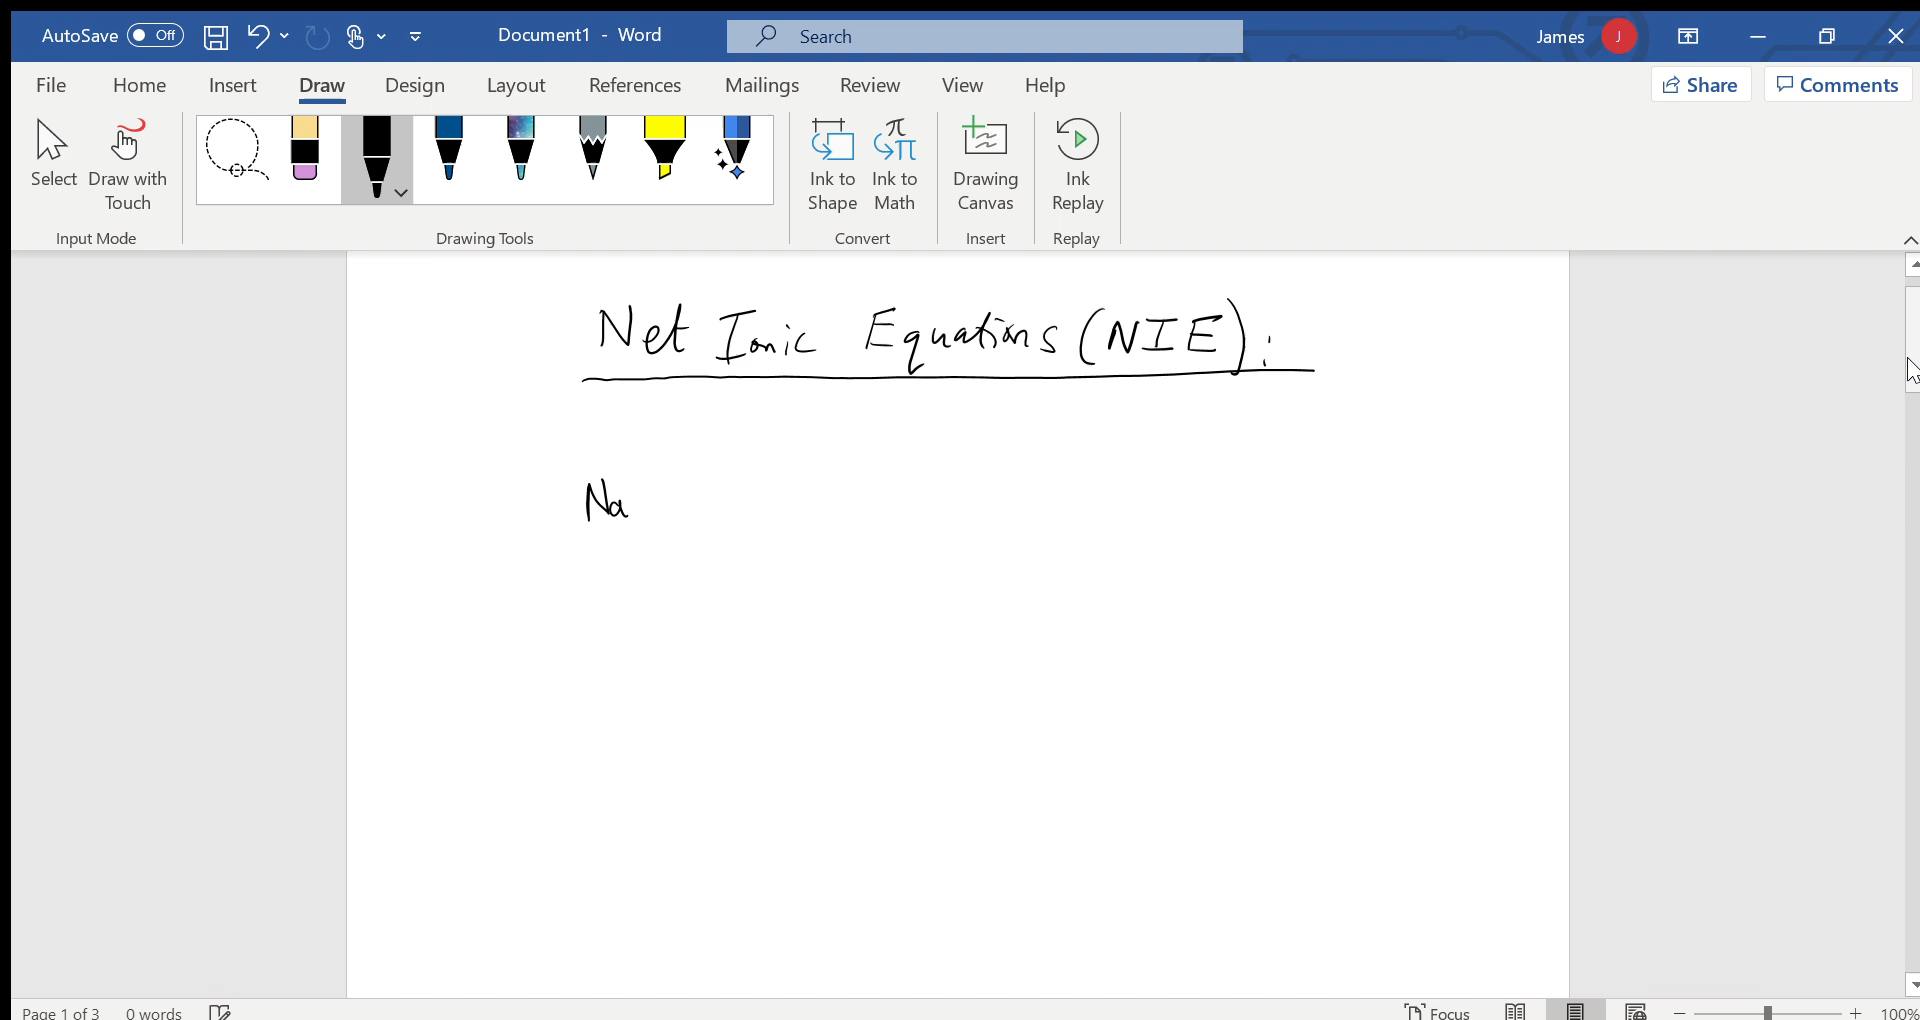 AutoSave Off Document1 - Word Search James J
File Home Insert Draw Design Layout References Mailings Review View Help Share Comments
Select Draw with Touch Ink to Shape Ink to Math Drawing Canvas Ink Replay
Input Mode Drawing Tools Convert Insert Replay
Net Ionic Equations (NIE):
Na
Page 1 of 3 0 words Focus 100%